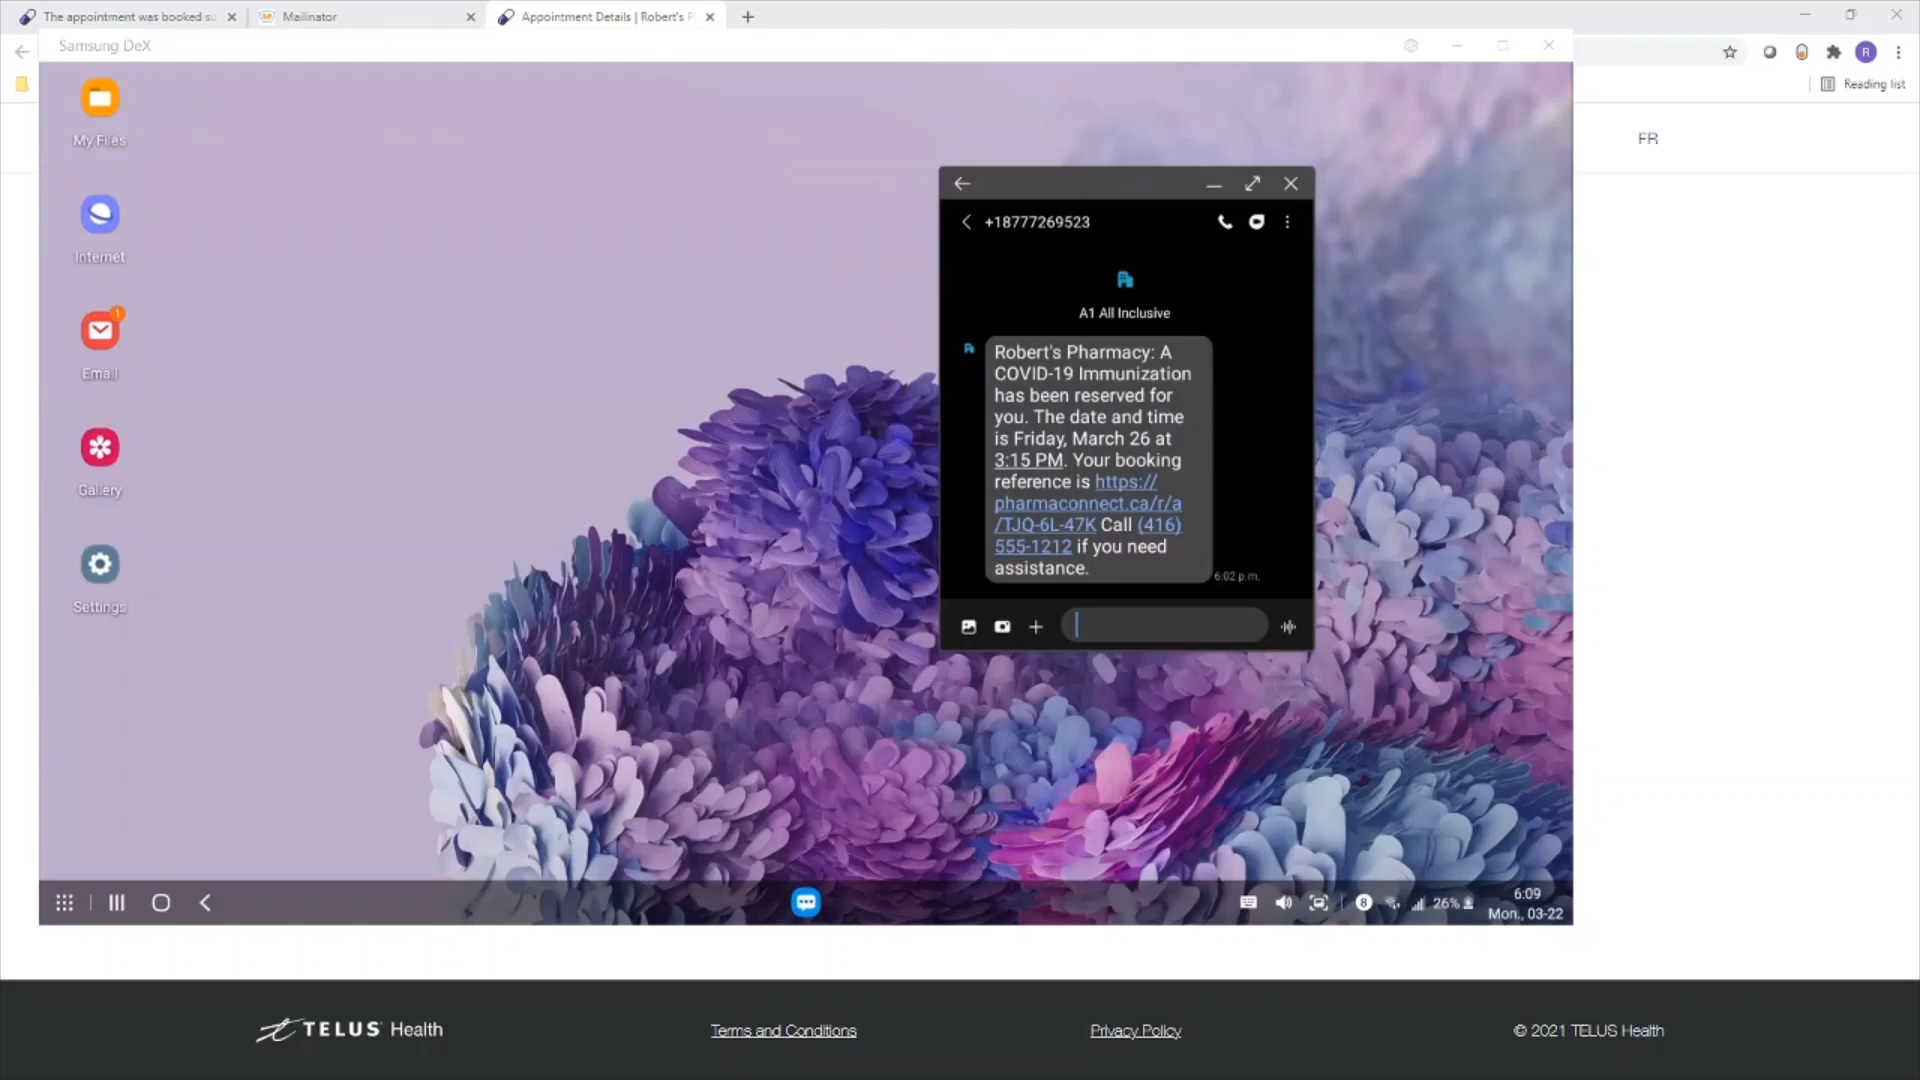 The appointment was booked su
Mailinator
Appointment Details | Robert's P
Samsung DeX
R
Reading list
FR
My Files
Internet
1
Email
Gallery
Settings
+18777269523
A1 All Inclusive
Robert's Pharmacy: A
COVID-19 Immunization
has been reserved for
you. The date and time
is Friday, March 26 at
3:15 PM. Your booking
reference is https://
pharmaconnect.ca/r/a
/TJQ-6L-47K Call (416)
555-1212 if you need
assistance.
6:02 p.m.
8
26%
6:09
Mon., 03-22
TELUS Health
Terms and Conditions
Privacy Policy
© 2021 TELUS Health